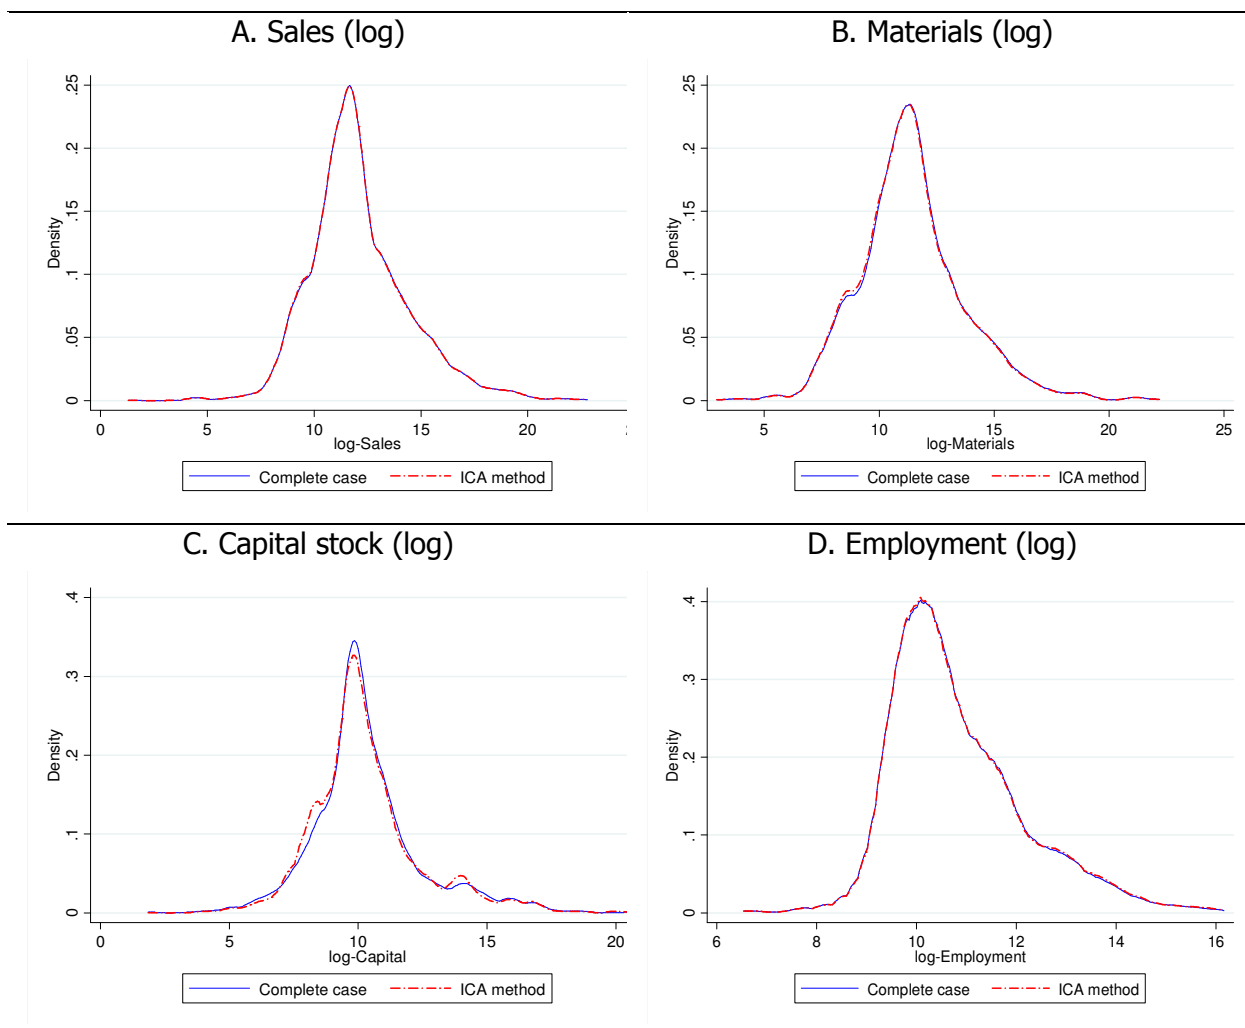 A. Sales (log)
B. Materials (log)
Density
0 .05 .1 .15 .2 .25
0 5 10 15 20
log-Sales
Complete case ICA method
Density
0 .05 .1 .15 .2 .25
5 10 15 20 25
log-Materials
Complete case ICA method
C. Capital stock (log)
D. Employment (log)
Density
0 .1 .2 .3 .4
0 5 10 15 20
log-Capital
Complete case ICA method
Density
0 .1 .2 .3 .4
6 8 10 12 14 16
log-Employment
Complete case ICA method